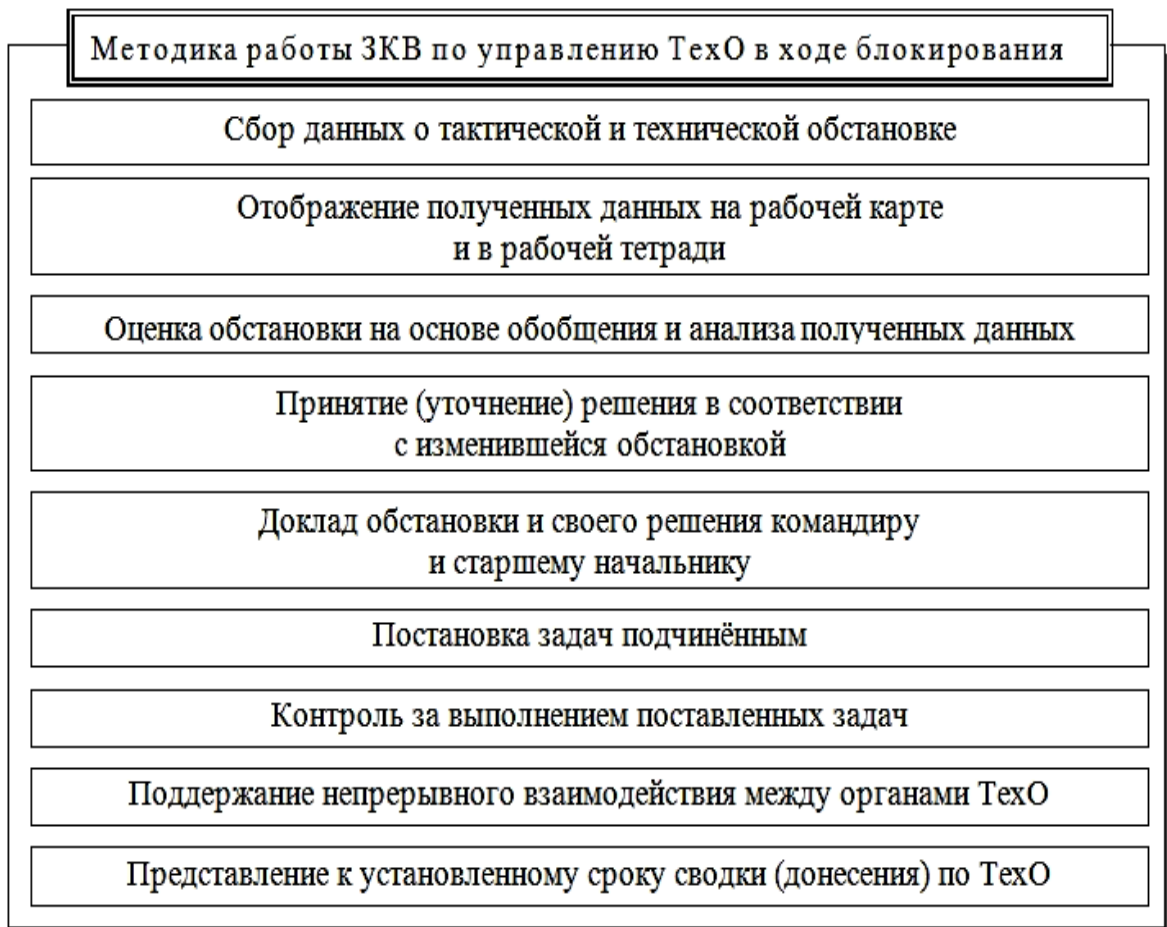 Методика работы ЗКВ по управлению ТехО в ходе блокирования
Сбор данных о тактической и технической обстановке
Отображение полученных данных на рабочей карте
и в рабочей тетради
Оценка обстановки на основе обобщения и анализа полученных данных
Принятие (уточнение) решения в соответствии
с изменившейся обстановкой
Доклад обстановки и своего решения командиру
и старшему начальнику
Постановка задач подчинённым
Контроль за выполнением поставленных задач
Поддержание непрерывного взаимодействия между органами ТехО
Представление к установленному сроку сводки (донесения) по ТехО